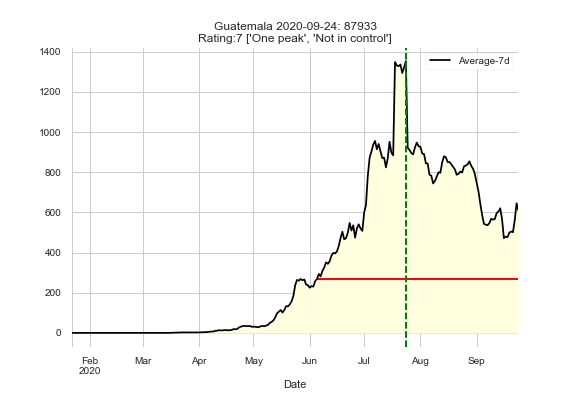 Guatemala 2020-09-24: 87933
Rating:7 ['One peak', 'Not in control']
Average-7d
1400
1200
1000
800
600
400
200
0
Feb Mar Apr May Jun Jul Aug Sep
2020
Date